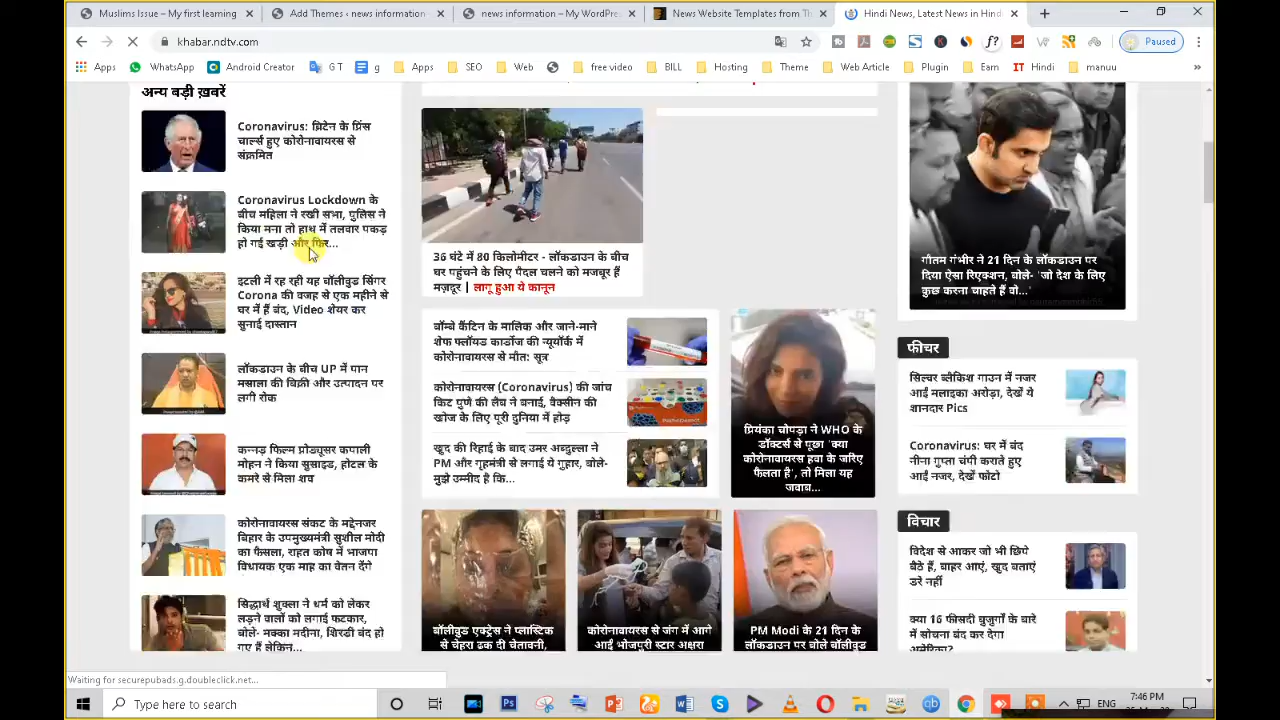 Muslims Issue – My first learning
Add Themes ‹ news information
news information – My WordPre
News Website Templates from Th
Hindi News, Latest News in Hind
khabar.ndtv.com
Paused
Apps
WhatsApp
Android Creator
G T
g
Apps
SEO
Web
free video
BILL
Hosting
Theme
Web Article
Plugin
Earn
IT Hindi
manuu
अन्य बड़ी ख़बरें
Coronavirus: ब्रिटेन के प्रिंस
चार्ल्स हुए कोरोनावायरस से
संक्रमित
Coronavirus Lockdown के
बीच महिला ने रखी सभा, पुलिस ने
किया मना तो हाथ में तलवार पकड़
हो गई खड़ी और फिर...
इटली में रह रही यह बॉलीवुड सिंगर
Corona की वजह से एक महीने से
घर में हैं बंद, Video शेयर कर
सुनाई दास्तान
लॉकडाउन के बीच UP में पान
मसाला की बिक्री और उत्पादन पर
लगी रोक
कन्नड़ फिल्म प्रोड्यूसर कपाली
मोहन ने किया सुसाइड, होटल के
कमरे से मिला शव
कोरोनावायरस संकट के मद्देनजर
बिहार के उपमुख्यमंत्री सुशील मोदी
का फैसला, राहत कोष में भाजपा
विधायक एक माह का वेतन देंगे
सिद्धार्थ शुक्ला ने धर्म को लेकर
लड़ने वालों को लगाई फटकार,
बोले- मक्का मदीना, शिरडी बंद हो
गए हैं लेकिन...
36 घंटे में 80 किलोमीटर - लॉकडाउन के बीच
घर पहुंचने के लिए पैदल चलने को मजबूर हैं
मज़दूर | लागू हुआ ये कानून
बॉम्बे कैंटिन के मालिक और जाने-माने
शेफ फ्लॉयड कार्डोज की न्यूयॉर्क में
कोरोनावायरस से मौत: सूत्र
कोरोनावायरस (Coronavirus) की जांच
किट पुणे की लैब ने बनाई, वैक्सीन की
खोज के लिए पूरी दुनिया में होड़
खुद की रिहाई के बाद उमर अब्दुल्ला ने
PM और गृहमंत्री से लगाई ये गुहार, बोले-
मुझे उम्मीद है कि...
प्रियंका चोपड़ा ने WHO के
डॉक्टर्स से पूछा 'क्या
कोरोनावायरस हवा के जरिए
फैलता है', तो मिला यह
जवाब...
बॉलीवुड एक्ट्रेस ने प्लास्टिक
से चेहरा ढक दी चेतावनी,
कोरोनावायरस से जंग में आगे
आईं भोजपुरी स्टार अक्षरा
PM Modi के 21 दिन के
लॉकडाउन पर बोले बॉलीवुड
गौतम गंभीर ने 21 दिन के लॉकडाउन पर
दिया ऐसा रिएक्शन, बोले- 'जो देश के लिए
कुछ करना चाहते हैं वो...'
फीचर
सिल्वर ब्लैकिश गाउन में नजर
आईं मलाइका अरोड़ा, देखें ये
शानदार Pics
Coronavirus: घर में बंद
नीना गुप्ता चंपी कराते हुए
आईं नजर, देखें फोटो
विचार
विदेश से आकर जो भी छिपे
बैठे हैं, बाहर आएं, खुद बताएं
डरे नहीं
क्या 16 फीसदी बुजुर्गों के बारे
में सोचना बंद कर देगा
अमेरिका?
Waiting for securepubads.g.doubleclick.net...
Type here to search
ENG
7:46 PM